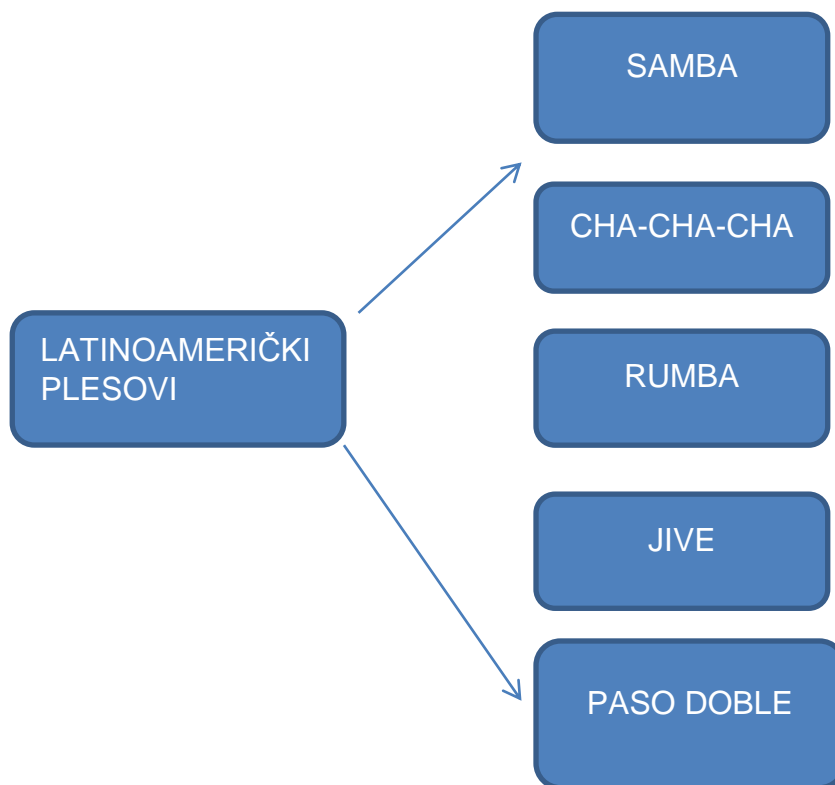 SAMBA
CHA-CHA-CHA
LATINOAMERIČKI
PLESOVI
RUMBA
JIVE
PASO DOBLE